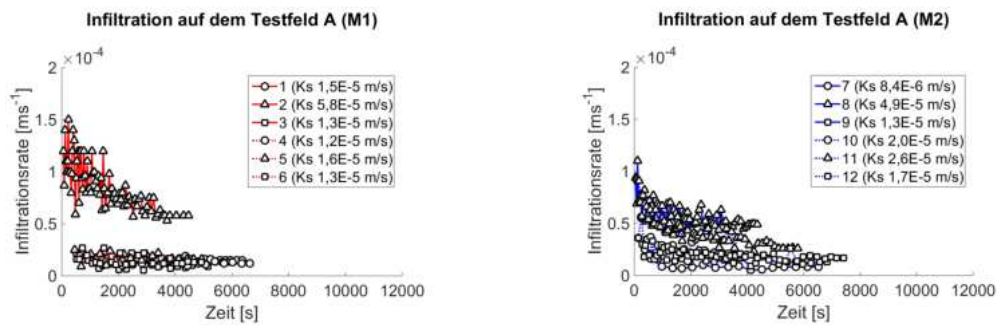 Infiltration auf dem Testfeld A (M1)
×10⁻⁴
2
1.5
1
0.5
0
Infiltrationsrate [ms⁻¹]
1 (Ks 1,5E-5 m/s)
2 (Ks 5,8E-5 m/s)
3 (Ks 1,3E-5 m/s)
4 (Ks 1,2E-5 m/s)
5 (Ks 1,6E-5 m/s)
6 (Ks 1,3E-5 m/s)
0 2000 4000 6000 8000 10000 12000
Zeit [s]
Infiltration auf dem Testfeld A (M2)
×10⁻⁴
2
1.5
1
0.5
0
Infiltrationsrate [ms⁻¹]
7 (Ks 8,4E-6 m/s)
8 (Ks 4,9E-5 m/s)
9 (Ks 1,3E-5 m/s)
10 (Ks 2,0E-5 m/s)
11 (Ks 2,6E-5 m/s)
12 (Ks 1,7E-5 m/s)
0 2000 4000 6000 8000 10000 12000
Zeit [s]